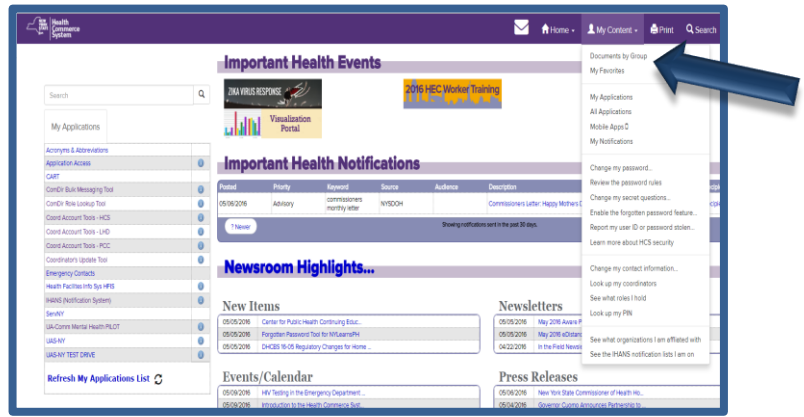 Health
Commerce
System
Home
My Content
Print
Search
Documents by Group
My Favorites
My Applications
All Applications
Mobile Apps
My Notifications
Change my password...
Review the password rules
Change my secret questions...
Enable the forgotten password feature...
Report my user ID or password stolen...
Learn more about HCS security
Change my contact information...
Look up my coordinators
See what roles I hold
Look up my PIN
See what organizations I am affliated with
See the IHANS notification lists I am on
Search
My Applications
Acronyms & Abbreviations
Application Access
CART
ComDir Bulk Messaging Tool
ComDir Role Lookup Tool
Coord Account Tools - HCS
Coord Account Tools - LHD
Coord Account Tools - PCC
Coordinator's Update Tool
Emergency Contacts
Health Facilities Info Sys HFIS
IHANS (Notification System)
ServNY
UA-Comm Mental Health PILOT
UAS-NY
UAS-NY TEST DRIVE
Refresh My Applications List
Important Health Events
ZIKA VIRUS RESPONSE
2016 HEC Worker Training
Visualization
Portal
Important Health Notifications
Posted Priority Keyword Source Audience Description
05/06/2016 Advisory commissioners monthly letter NYSDOH Commissioners Letter: Happy Mothers D
? Newer
Showing notifications sent in the past 30 days.
Newsroom Highlights...
New Items
05/05/2016 Center for Public Health Continuing Educ...
05/05/2016 Forgotten Password Tool for NYLearnsPH
05/05/2016 DHCBS 16-05 Regulatory Changes for Home ...
Newsletters
05/05/2016 May 2016 Aware P
05/05/2016 May 2016 eDistanc
04/22/2016 In the Field Newsle
Events/Calendar
05/09/2016 HIV Testing in the Emergency Department ...
05/09/2016 Introduction to the Health Commerce Syst...
Press Releases
05/06/2016 New York State Commissioner of Health Ho...
05/04/2016 Governor Cuomo Announces Partnership to ...